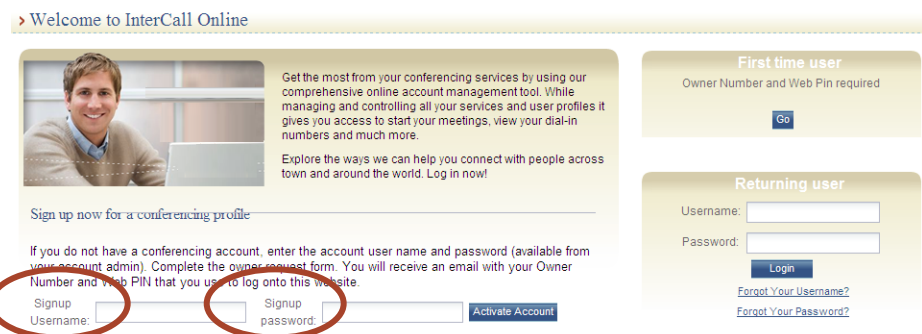 Welcome to InterCall Online
Get the most from your conferencing services by using our
comprehensive online account management tool. While
managing and controlling all your services and user profiles it
gives you access to start your meetings, view your dial-in
numbers and much more.
Explore the ways we can help you connect with people across
town and around the world. Log in now!
Sign up now for a conferencing profile
If you do not have a conferencing account, enter the account user name and password (available from
your account admin). Complete the owner request form. You will receive an email with your Owner
Number and Web PIN that you use to log onto this website.
Signup
Username:
Signup
password:
Activate Account
First time user
Owner Number and Web Pin required
Go
Returning user
Username:
Password:
Login
Forgot Your Username?
Forgot Your Password?